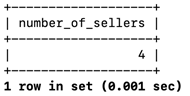 +-------------------+
| number_of_sellers |
+-------------------+
|                 4 |
+-------------------+
1 row in set (0.001 sec)